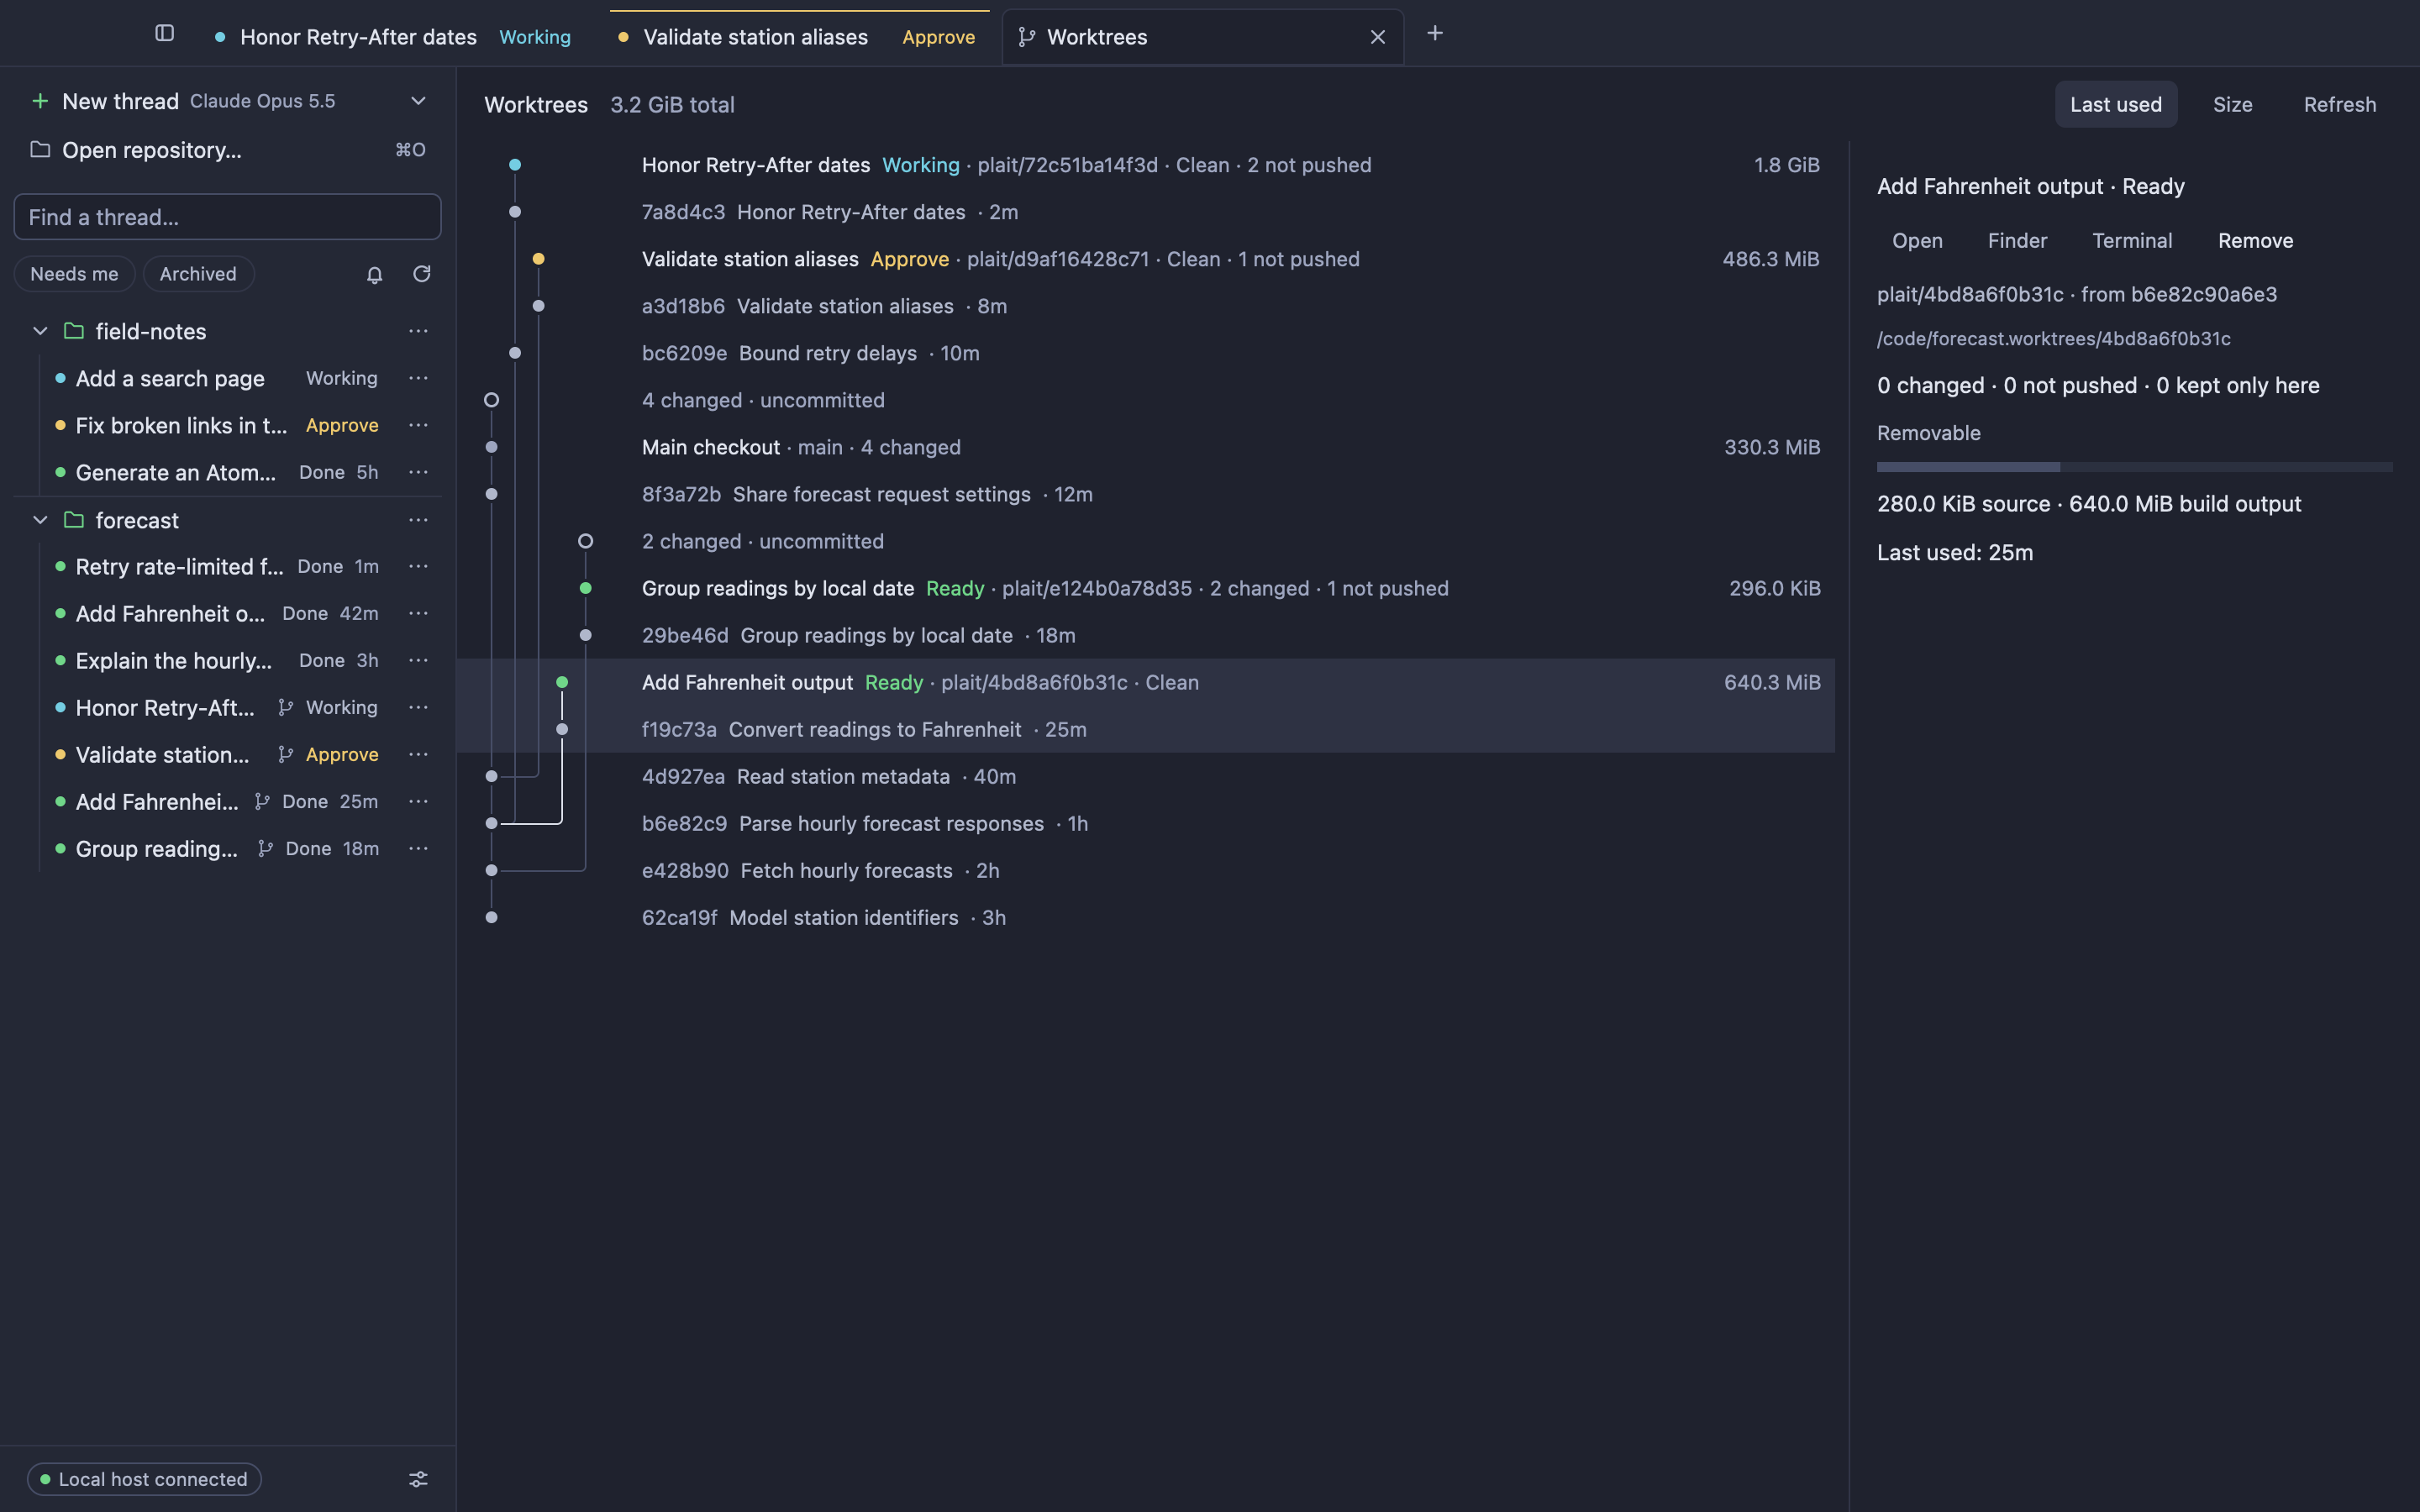 Honor Retry-After dates Working
Validate station aliases Approve
Worktrees
New thread Claude Opus 5.5
Open repository... ⌘O
Find a thread...
Needs me
Archived
field-notes
Add a search page Working
Fix broken links in t... Approve
Generate an Atom... Done 5h
forecast
Retry rate-limited f... Done 1m
Add Fahrenheit o... Done 42m
Explain the hourly... Done 3h
Honor Retry-Aft... Working
Validate station... Approve
Add Fahrenhei... Done 25m
Group reading... Done 18m
Local host connected
Worktrees 3.2 GiB total
Last used
Size
Refresh
Honor Retry-After dates Working · plait/72c51ba14f3d · Clean · 2 not pushed 1.8 GiB
7a8d4c3 Honor Retry-After dates · 2m
Validate station aliases Approve · plait/d9af16428c71 · Clean · 1 not pushed 486.3 MiB
a3d18b6 Validate station aliases · 8m
bc6209e Bound retry delays · 10m
4 changed · uncommitted
Main checkout · main · 4 changed 330.3 MiB
8f3a72b Share forecast request settings · 12m
2 changed · uncommitted
Group readings by local date Ready · plait/e124b0a78d35 · 2 changed · 1 not pushed 296.0 KiB
29be46d Group readings by local date · 18m
Add Fahrenheit output Ready · plait/4bd8a6f0b31c · Clean 640.3 MiB
f19c73a Convert readings to Fahrenheit · 25m
4d927ea Read station metadata · 40m
b6e82c9 Parse hourly forecast responses · 1h
e428b90 Fetch hourly forecasts · 2h
62ca19f Model station identifiers · 3h
Add Fahrenheit output · Ready
Open Finder Terminal Remove
plait/4bd8a6f0b31c · from b6e82c90a6e3
/code/forecast.worktrees/4bd8a6f0b31c
0 changed · 0 not pushed · 0 kept only here
Removable
280.0 KiB source · 640.0 MiB build output
Last used: 25m